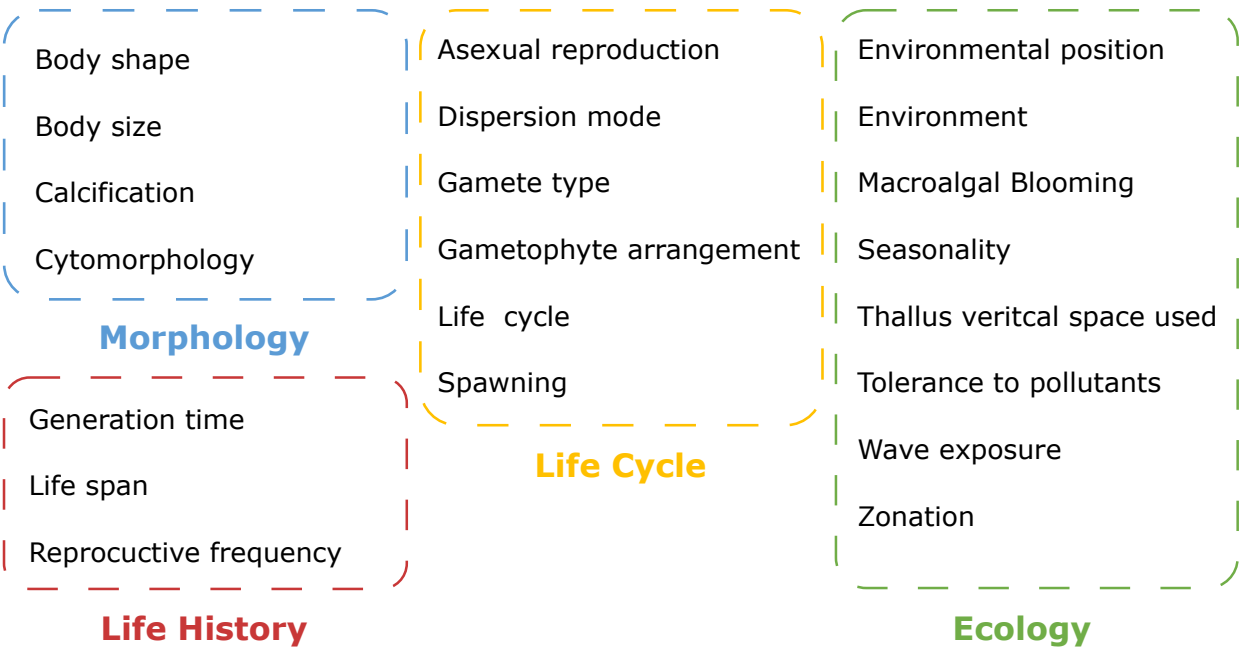 Body shape
Body size
Calcification
Cytomorphology
Morphology
Generation time
Life span
Reprocuctive frequency
Life History
Asexual reproduction
Dispersion mode
Gamete type
Gametophyte arrangement
Life cycle
Spawning
Life Cycle
Environmental position
Environment
Macroalgal Blooming
Seasonality
Thallus veritcal space used
Tolerance to pollutants
Wave exposure
Zonation
Ecology